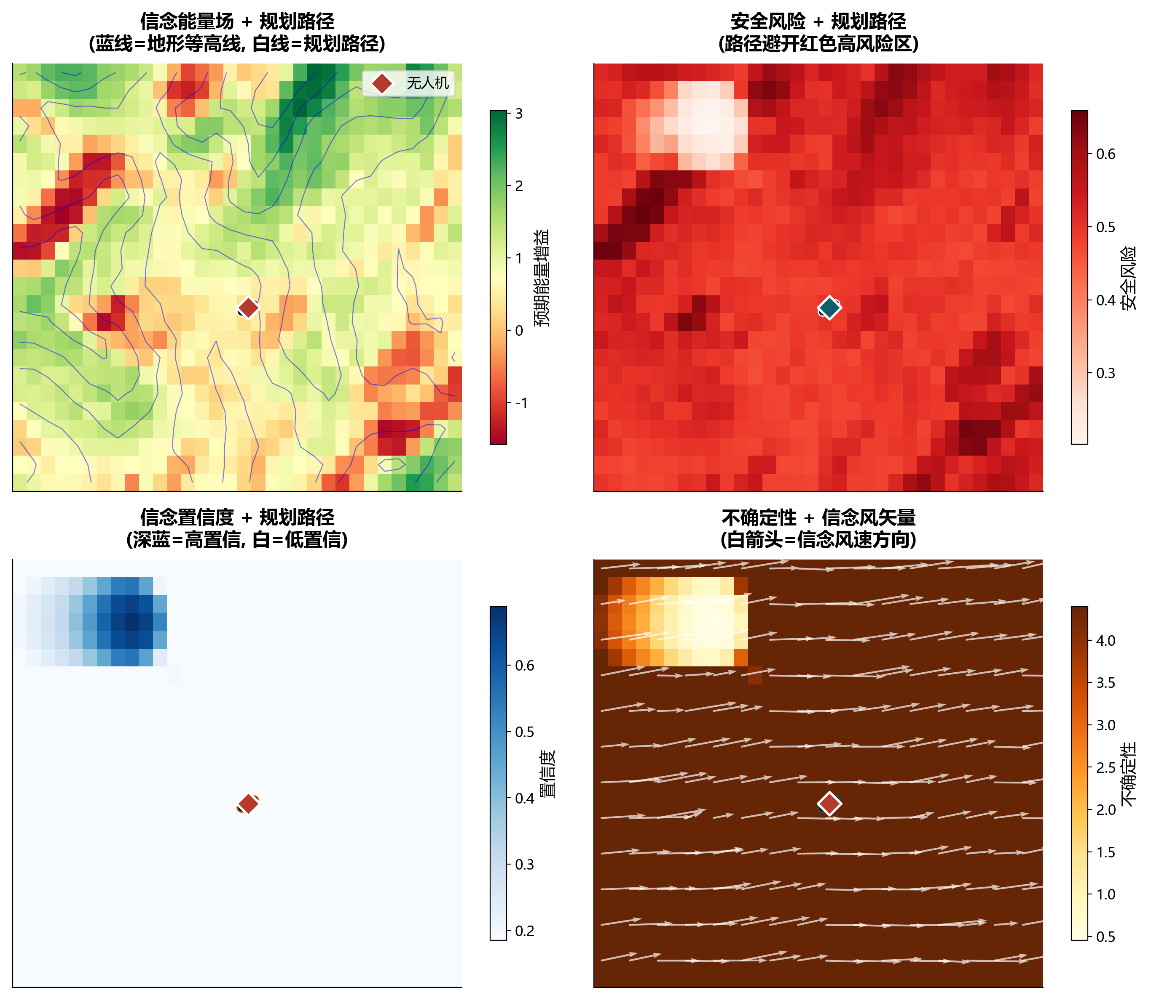 信念能量场 + 规划路径
(蓝线=地形等高线, 白线=规划路径)
无人机
3
2
1
0
-1
预期能量增益
安全风险 + 规划路径
(路径避开红色高风险区)
0.6
0.5
0.4
0.3
安全风险
信念置信度 + 规划路径
(深蓝=高置信, 白=低置信)
0.6
0.5
0.4
0.3
0.2
置信度
不确定性 + 信念风矢量
(白箭头=信念风速方向)
4.0
3.5
3.0
2.5
2.0
1.5
1.0
0.5
不确定性